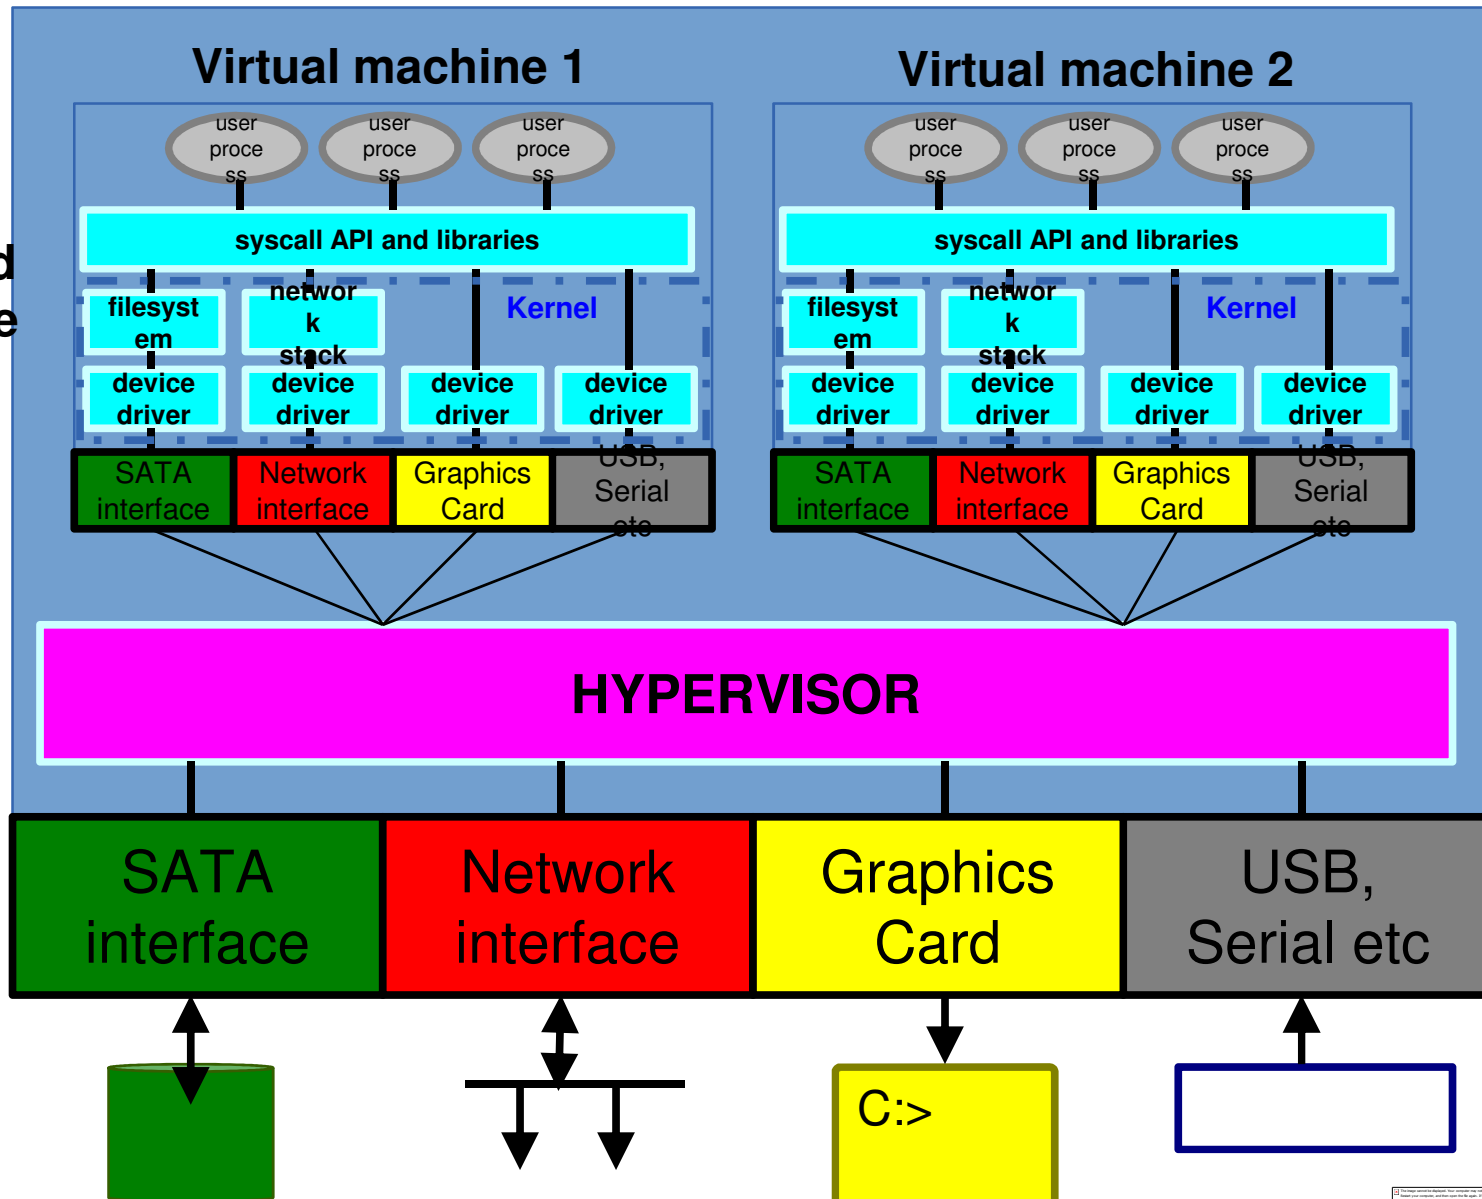 Virtual machine 1
Virtual machine 2
user
proce
ss
user
proce
ss
user
proce
ss
user
proce
ss
user
proce
ss
user
proce
ss
syscall API and libraries
syscall API and libraries
d
e
filesyst
em
networ
k
stack
Kernel
filesyst
em
networ
k
stack
Kernel
device
driver
device
driver
device
driver
device
driver
device
driver
device
driver
device
driver
device
driver
SATA
interface
Network
interface
Graphics
Card
USB,
Serial
etc
SATA
interface
Network
interface
Graphics
Card
USB,
Serial
etc
HYPERVISOR
SATA
interface
Network
interface
Graphics
Card
USB,
Serial etc
C:>